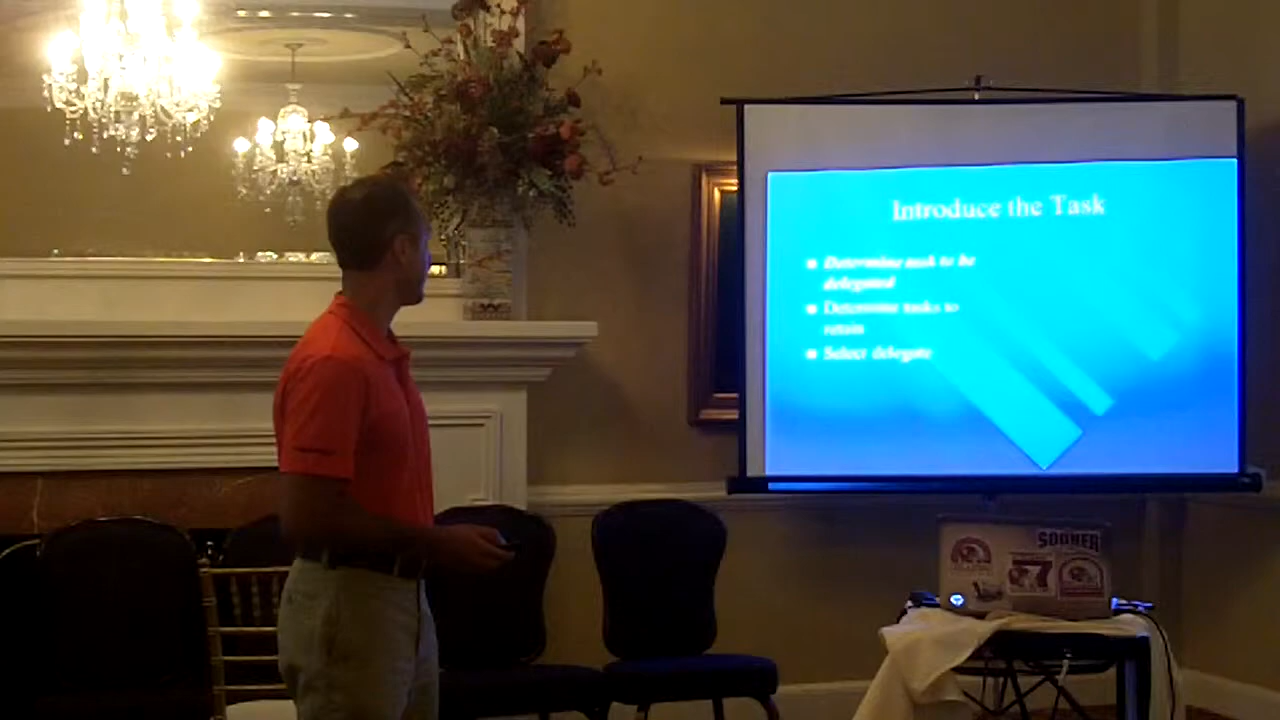 Introduce the Task
Determine task to be
delegated
Determine tasks to
retain
Select delegate
SOONER